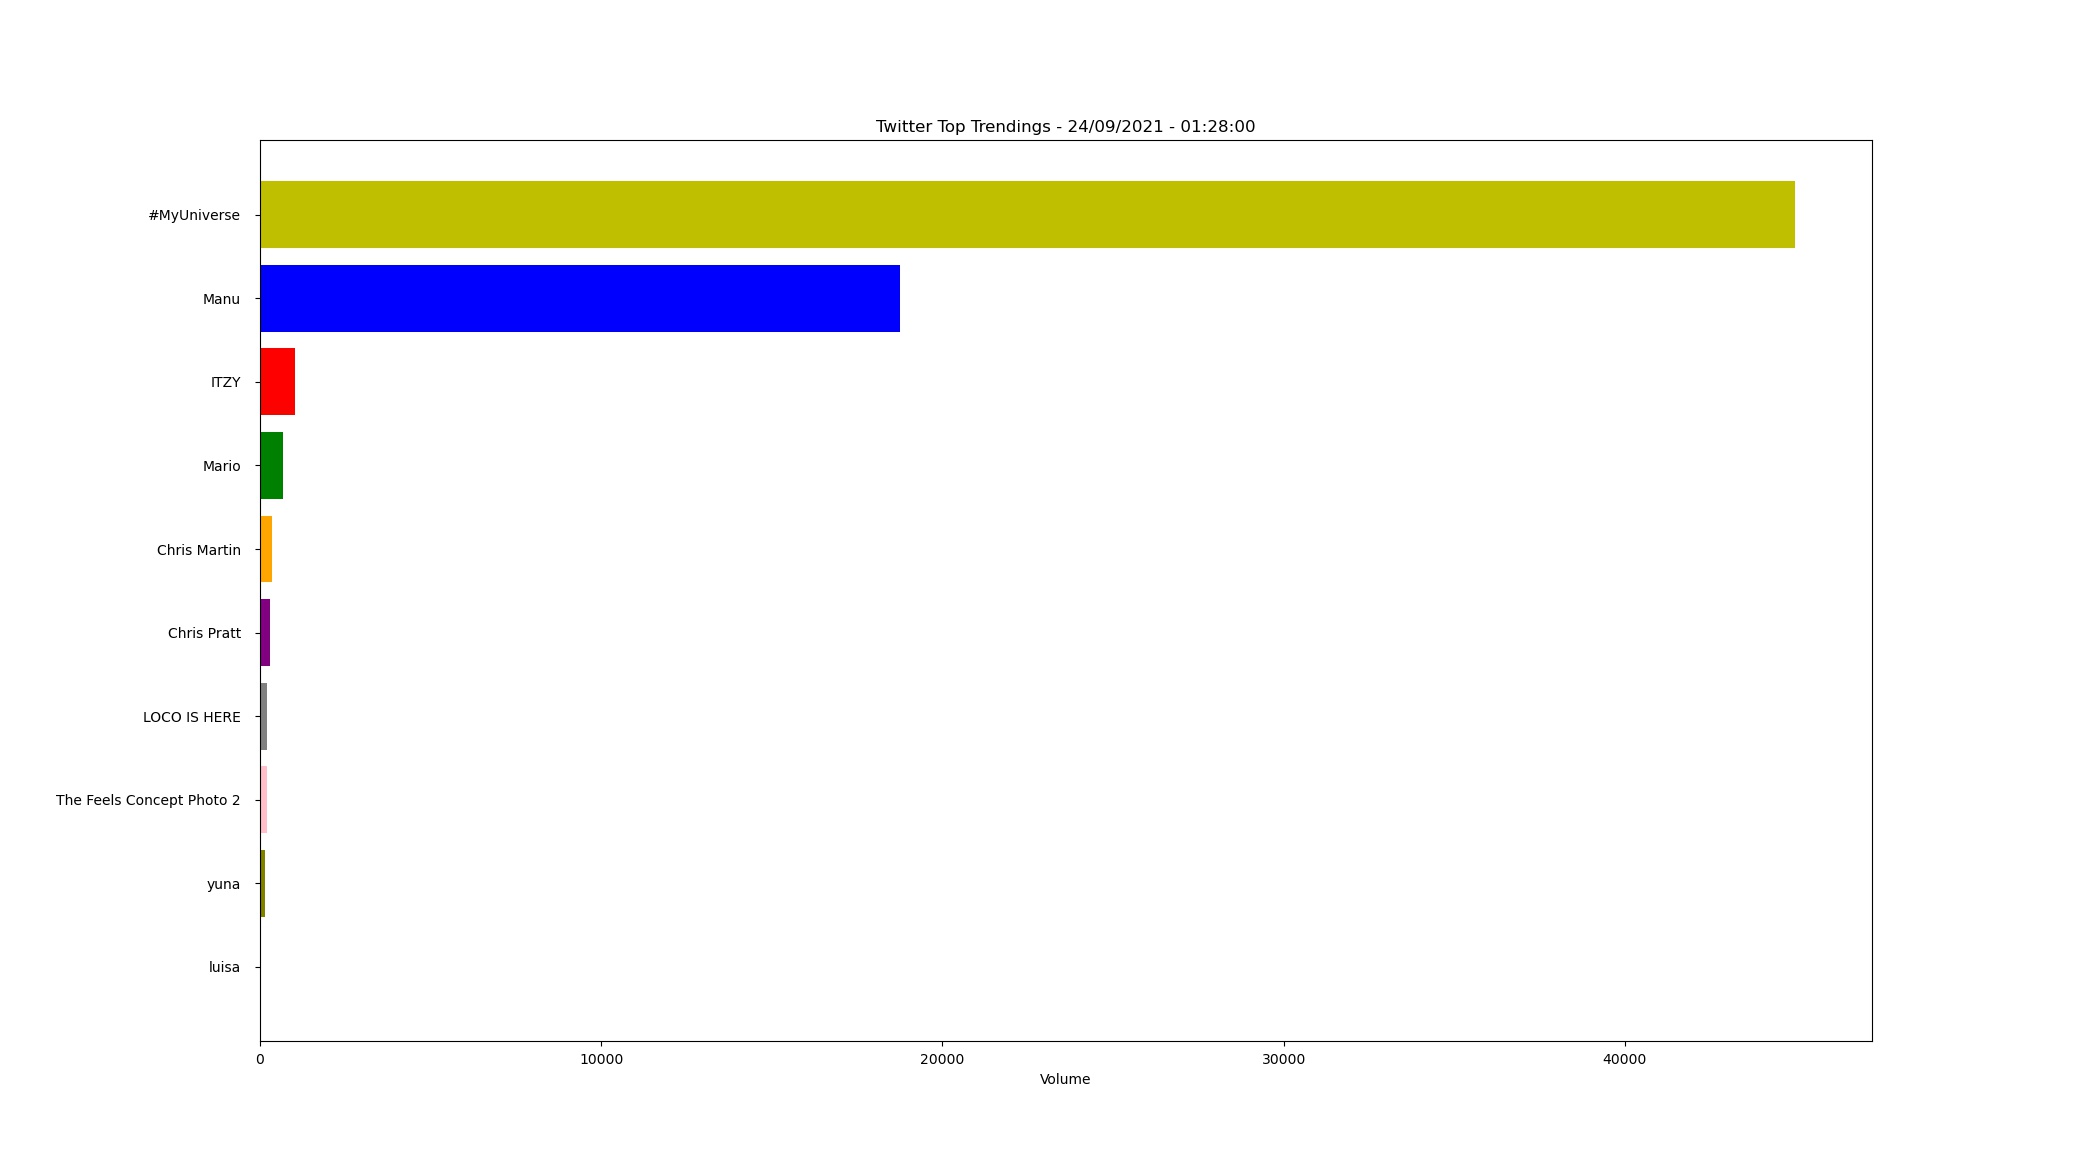 Twitter Top Trendings - 24/09/2021 - 01:28:00
#MyUniverse
Manu
ITZY
Mario
Chris Martin
Chris Pratt
LOCO IS HERE
The Feels Concept Photo 2
yuna
luisa
0 10000 20000 30000 40000
Volume